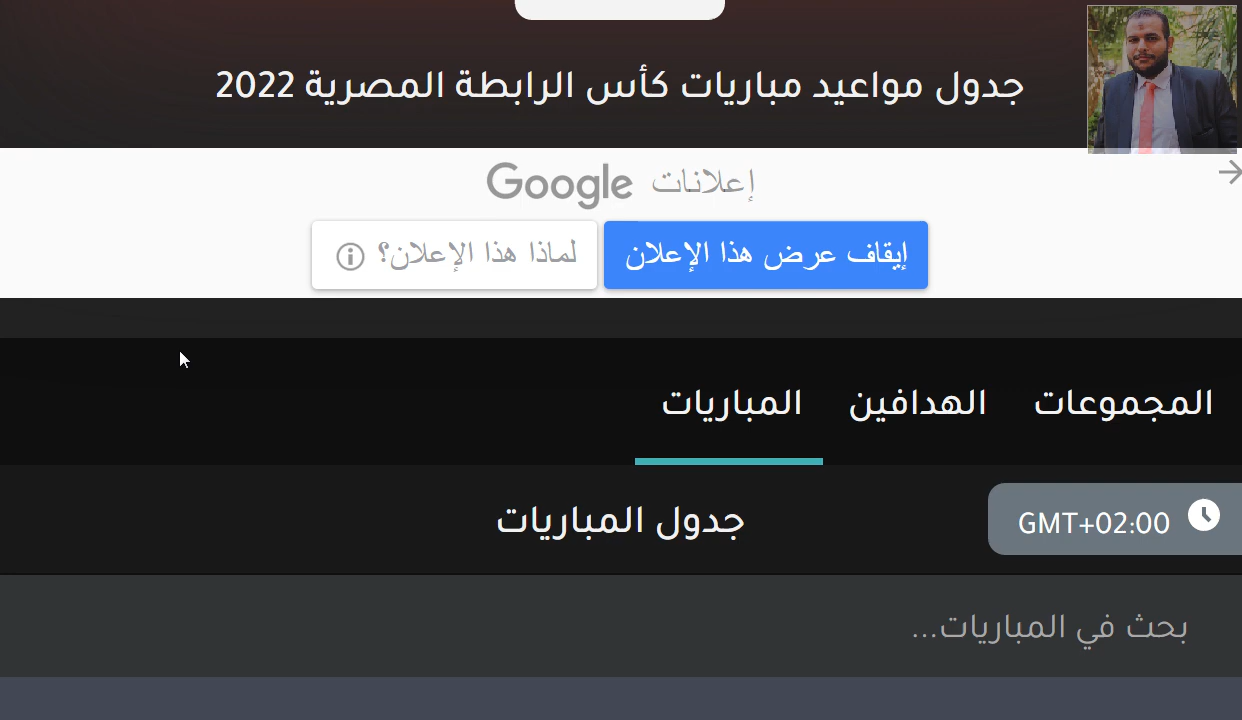 جدول مواعيد مباريات كأس الرابطة المصرية 2022
إعلانات Google
إيقاف عرض هذا الإعلان
لماذا هذا الإعلان؟
المجموعات
الهدافين
المباريات
GMT+02:00
جدول المباريات
بحث في المباريات...